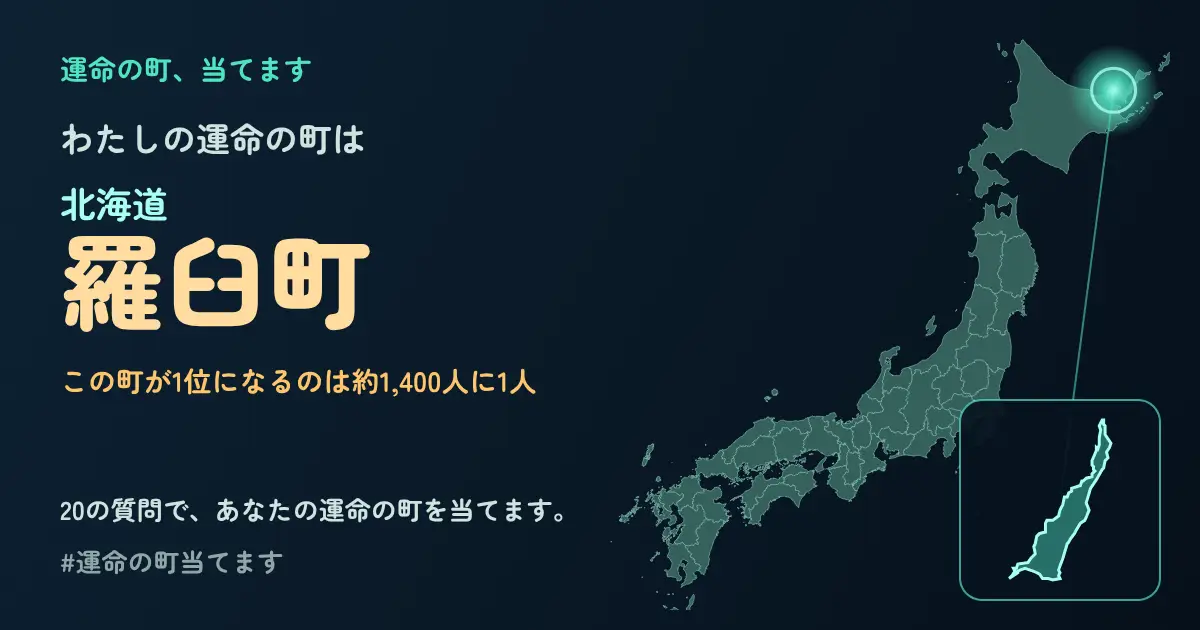 運命の町、当てます
わたしの運命の町は
北海道
羅臼町
この町が1位になるのは約1,400人に1人
20の質問で、あなたの運命の町を当てます。
#運命の町当てます